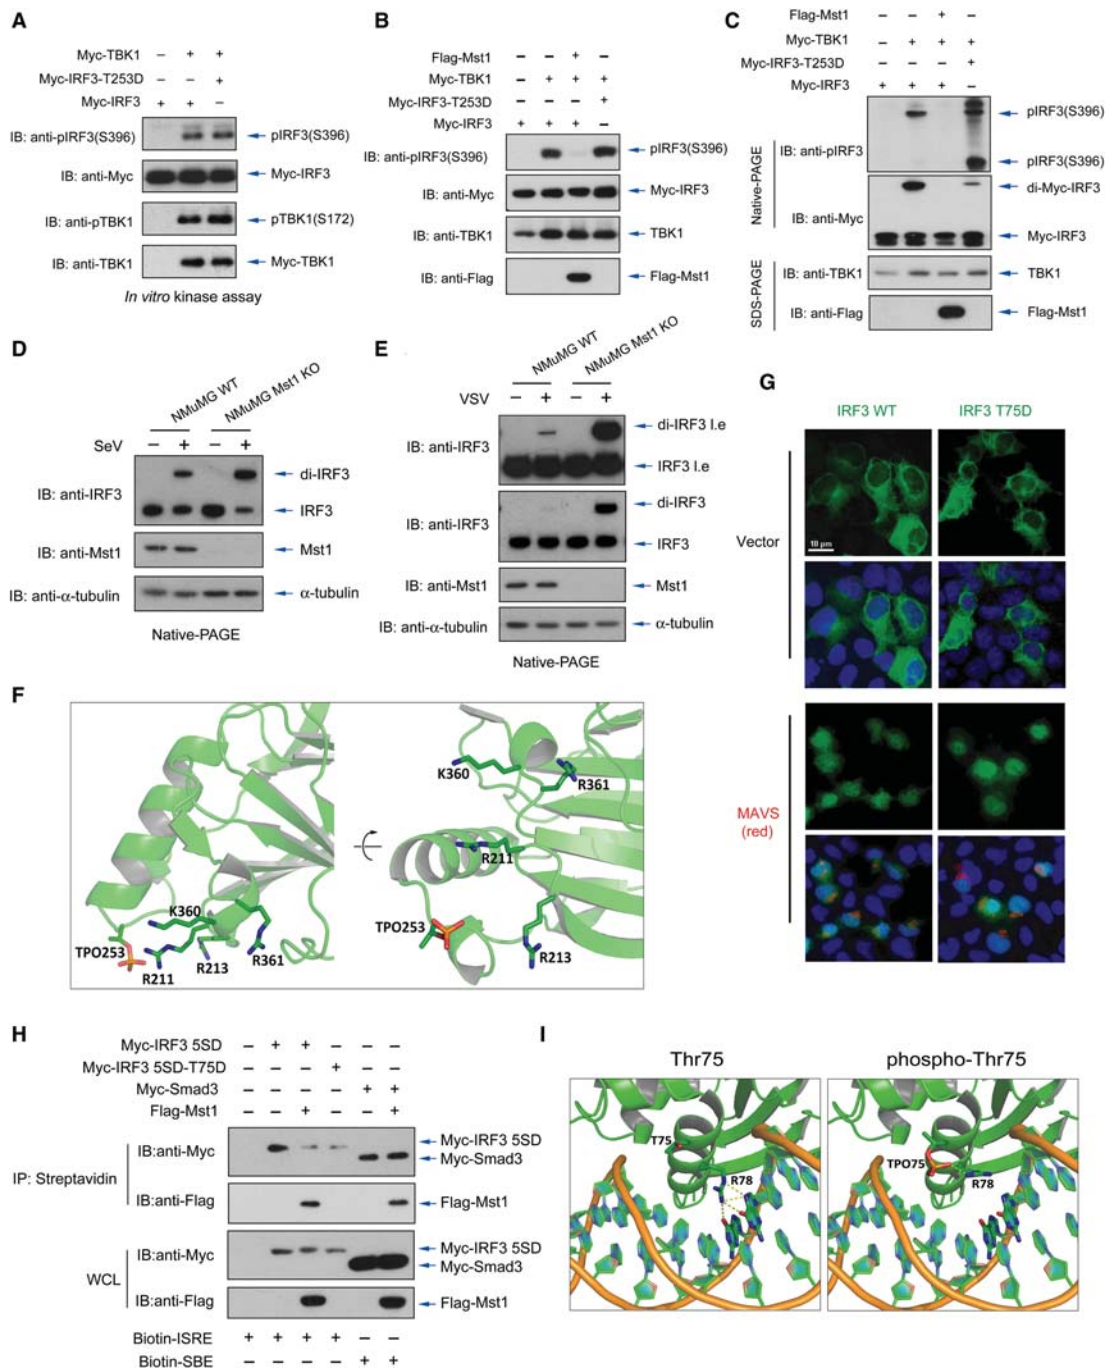 A
Myc-TBK1 – + +
Myc-IRF3-T253D – – +
Myc-IRF3 + + –
IB: anti-pIRF3(S396) pIRF3(S396)
IB: anti-Myc Myc-IRF3
IB: anti-pTBK1 pTBK1(S172)
IB: anti-TBK1 Myc-TBK1
In vitro kinase assay
B
Flag-Mst1 – – + –
Myc-TBK1 – + + +
Myc-IRF3-T253D – – – +
Myc-IRF3 + + + –
IB: anti-pIRF3(S396) pIRF3(S396)
IB: anti-Myc Myc-IRF3
IB: anti-TBK1 TBK1
IB: anti-Flag Flag-Mst1
C
Flag-Mst1 – – + –
Myc-TBK1 – + + +
Myc-IRF3-T253D – – – +
Myc-IRF3 + + + –
Native-PAGE
IB: anti-pIRF3
pIRF3(S396)
pIRF3(S396)
IB: anti-Myc
di-Myc-IRF3
Myc-IRF3
SDS-PAGE
IB: anti-TBK1 TBK1
IB: anti-Flag Flag-Mst1
D
NMuMG WT
NMuMG Mst1 KO
SeV – + – +
IB: anti-IRF3
di-IRF3
IRF3
IB: anti-Mst1 Mst1
IB: anti-α-tubulin α-tubulin
Native-PAGE
E
NMuMG WT
NMuMG Mst1 KO
VSV – + – +
IB: anti-IRF3
di-IRF3 l.e
IRF3 l.e
IB: anti-IRF3
di-IRF3
IRF3
IB: anti-Mst1 Mst1
IB: anti-α-tubulin α-tubulin
Native-PAGE
F
K360
TPO253
R211
R213
R361
K360
R361
R211
TPO253
R213
G
IRF3 WT IRF3 T75D
Vector
10 μm
MAVS
(red)
H
Myc-IRF3 5SD – + + – – –
Myc-IRF3 5SD-T75D – – – + – –
Myc-Smad3 – – – – + +
Flag-Mst1 – – + – – +
IP: Streptavidin
IB:anti-Myc
Myc-IRF3 5SD
Myc-Smad3
IB:anti-Flag Flag-Mst1
WCL
IB:anti-Myc
Myc-IRF3 5SD
Myc-Smad3
IB:anti-Flag Flag-Mst1
Biotin-ISRE + + + + – –
Biotin-SBE – – – – + +
I
Thr75 phospho-Thr75
T75
R78
TPO75
R78